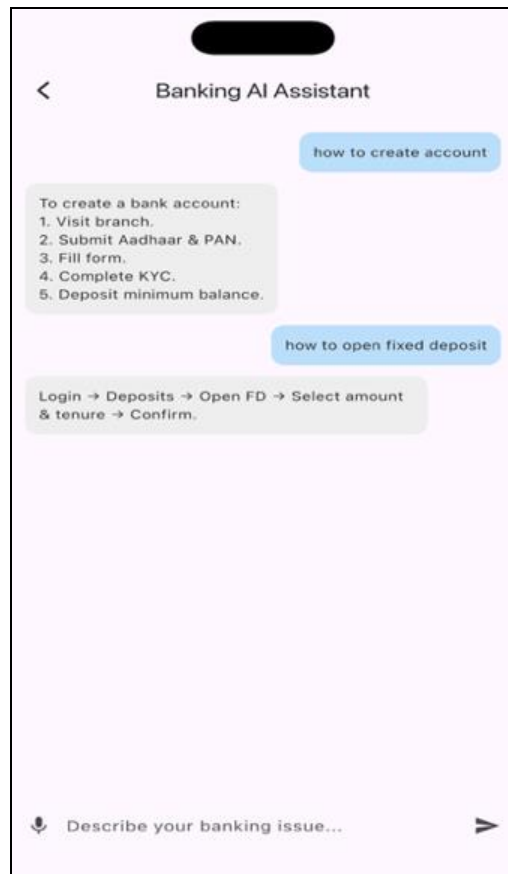 Banking AI Assistant
how to create account
To create a bank account:
1. Visit branch.
2. Submit Aadhaar & PAN.
3. Fill form.
4. Complete KYC.
5. Deposit minimum balance.
how to open fixed deposit
Login → Deposits → Open FD → Select amount
& tenure → Confirm.
Describe your banking issue...